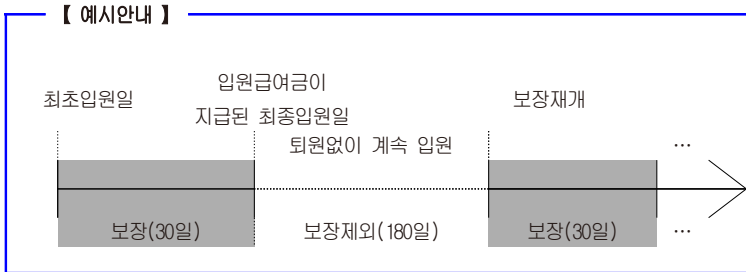 【 예시안내 】
입원급여금이
최초입원일
보장재개
지급된 최종입원일
퇴원없이 계속 입원
…
보장(30일)
보장제외(180일)
보장(30일)
…